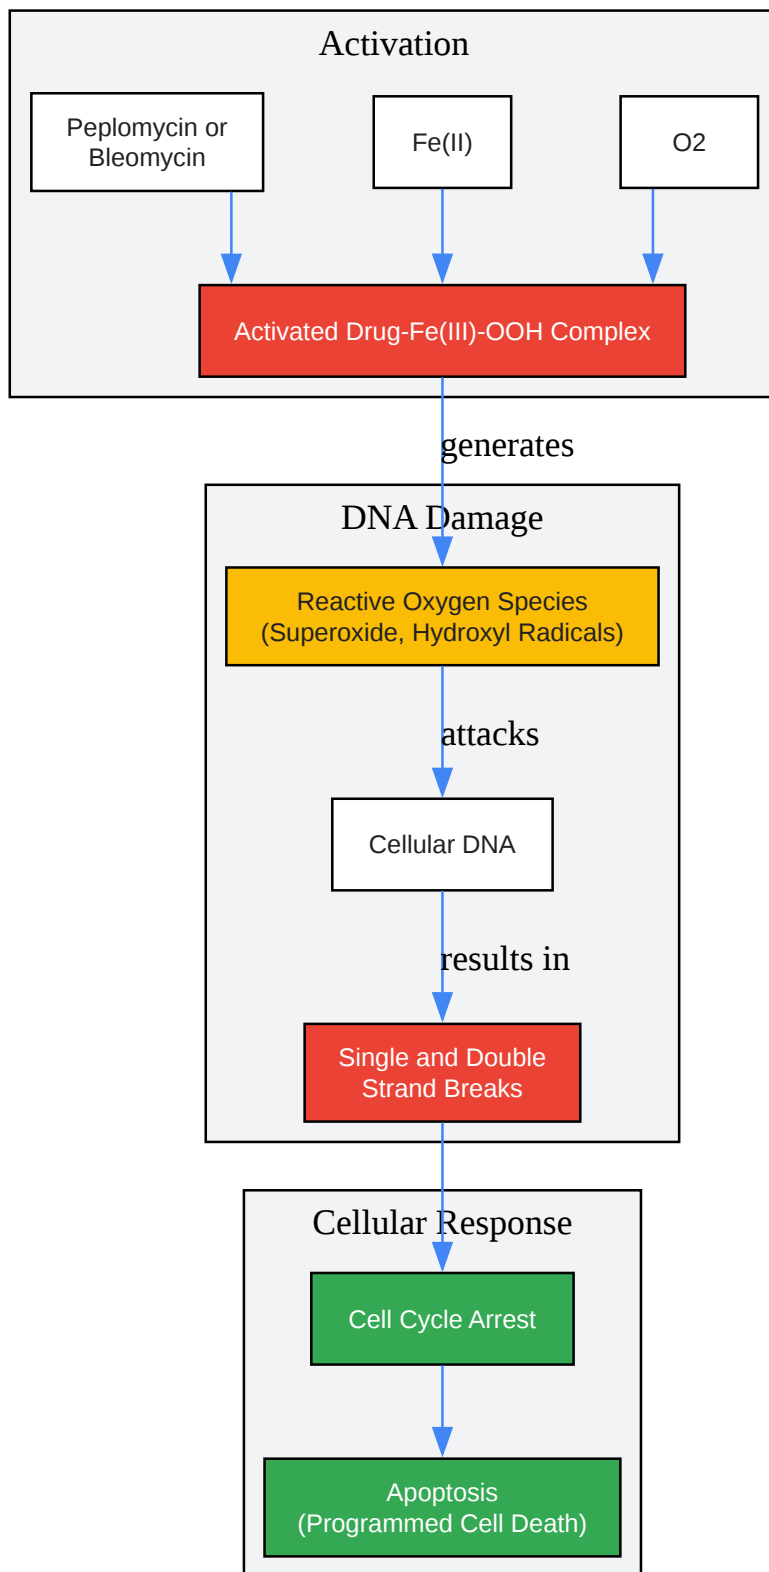 Activation
Peplomycin or
Bleomycin
Fe(II)
O2
Activated Drug-Fe(III)-OOH Complex
generates
DNA Damage
Reactive Oxygen Species
(Superoxide, Hydroxyl Radicals)
attacks
Cellular DNA
results in
Single and Double
Strand Breaks
Cellular Response
Cell Cycle Arrest
Apoptosis
(Programmed Cell Death)